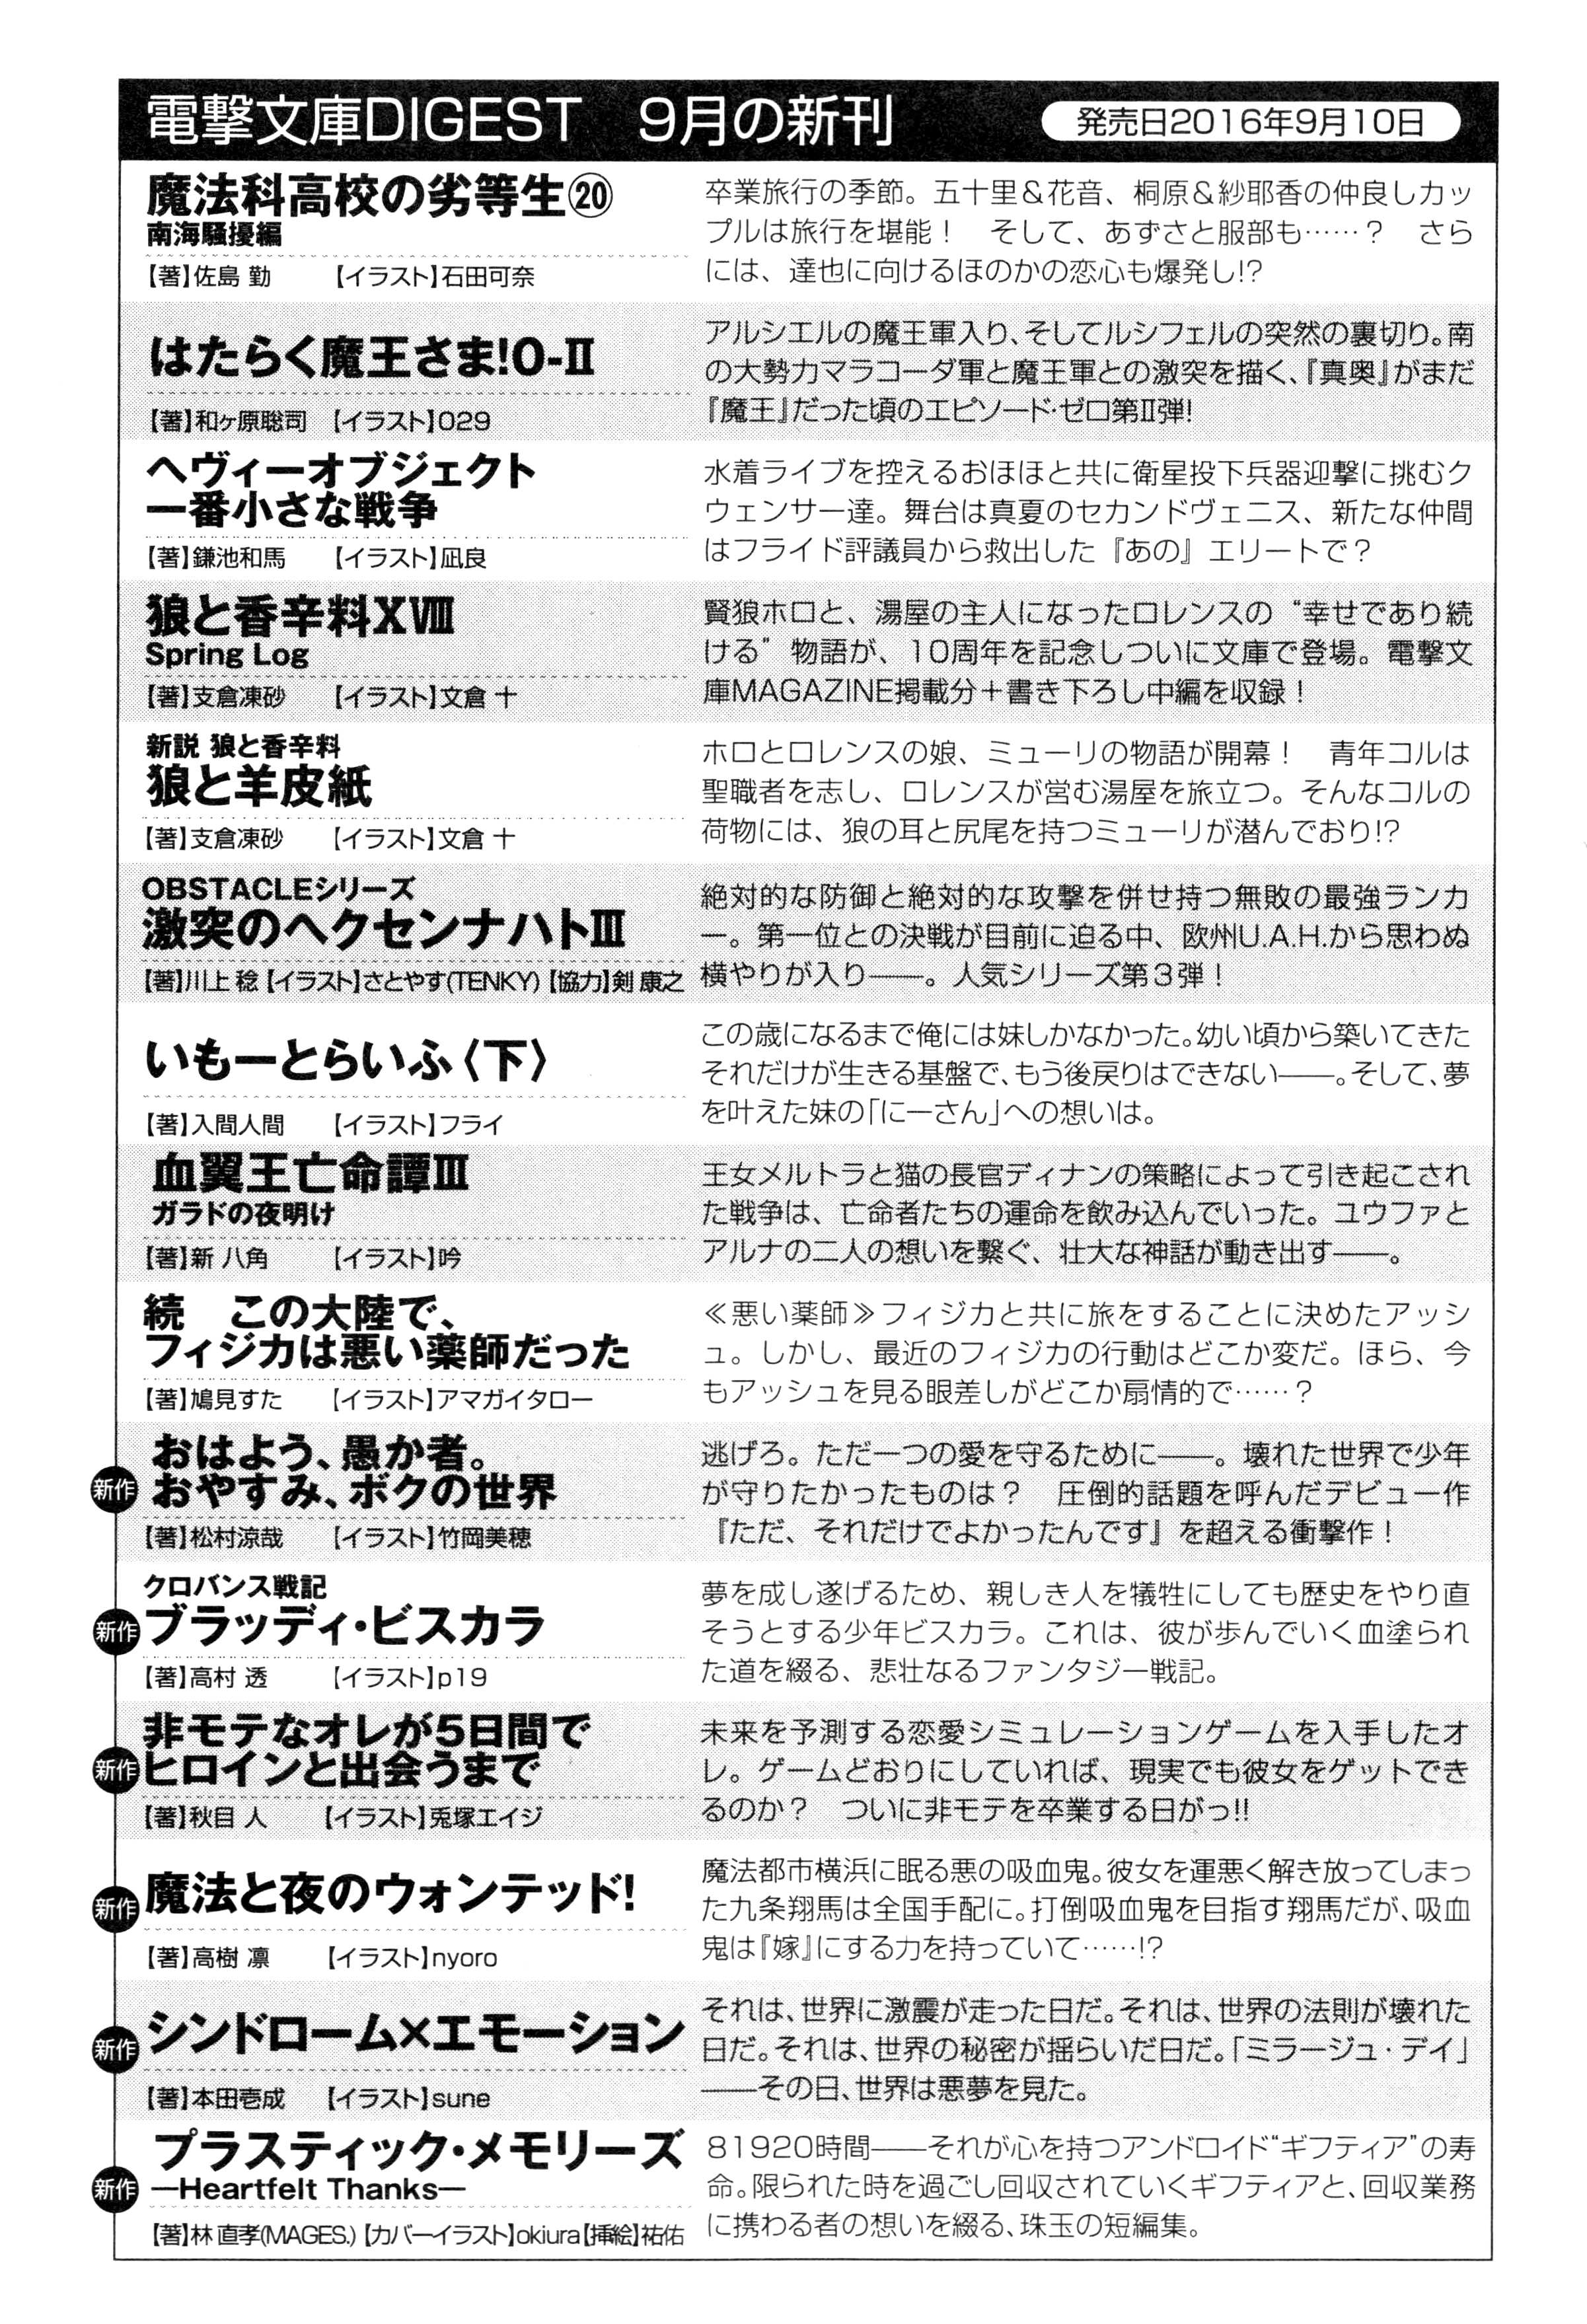 電撃文庫DIGEST　9月の新刊
発売日2016年9月10日
魔法科高校の劣等生⑳
南海騒擾編
【著】佐島 勤　【イラスト】石田可奈
卒業旅行の季節。五十里＆花音、桐原＆紗耶香の仲良しカッ
プルは旅行を堪能！　そして、あずさと服部も……？　さら
には、達也に向けるほのかの恋心も爆発し!?
はたらく魔王さま!0-Ⅱ
【著】和ヶ原聡司　【イラスト】029
アルシエルの魔王軍入り、そしてルシフェルの突然の裏切り。南
の大勢力マラコーダ軍と魔王軍との激突を描く、『真奥』がまだ
『魔王』だった頃のエピソード・ゼロ第Ⅱ弾!
ヘヴィーオブジェクト
一番小さな戦争
【著】鎌池和馬　【イラスト】凪良
水着ライブを控えるおほほと共に衛星投下兵器迎撃に挑むク
ウェンサー達。舞台は真夏のセカンドヴェニス、新たな仲間
はフライド評議員から救出した『あの』エリートで？
狼と香辛料ⅩⅧ
Spring Log
【著】支倉凍砂　【イラスト】文倉 十
賢狼ホロと、湯屋の主人になったロレンスの“幸せであり続
ける”物語が、10周年を記念しついに文庫で登場。電撃文
庫MAGAZINE掲載分＋書き下ろし中編を収録！
新説 狼と香辛料
狼と羊皮紙
【著】支倉凍砂　【イラスト】文倉 十
ホロとロレンスの娘、ミューリの物語が開幕！　青年コルは
聖職者を志し、ロレンスが営む湯屋を旅立つ。そんなコルの
荷物には、狼の耳と尻尾を持つミューリが潜んでおり!?
OBSTACLEシリーズ
激突のヘクセンナハトⅢ
【著】川上 稔【イラスト】さとやす(TENKY)【協力】剣 康之
絶対的な防御と絶対的な攻撃を併せ持つ無敗の最強ランカ
ー。第一位との決戦が目前に迫る中、欧州U.A.H.から思わぬ
横やりが入り——。人気シリーズ第３弾！
いもーとらいふ〈下〉
【著】入間人間　【イラスト】フライ
この歳になるまで俺には妹しかなかった。幼い頃から築いてきた
それだけが生きる基盤で、もう後戻りはできない——。そして、夢
を叶えた妹の「にーさん」への想いは。
血翼王亡命譚Ⅲ
ガラドの夜明け
【著】新 八角　【イラスト】吟
王女メルトラと猫の長官ディナンの策略によって引き起こされ
た戦争は、亡命者たちの運命を飲み込んでいった。ユウファと
アルナの二人の想いを繋ぐ、壮大な神話が動き出す——。
続　この大陸で、
フィジカは悪い薬師だった
【著】鳩見すた　【イラスト】アマガイタロー
≪悪い薬師≫フィジカと共に旅をすることに決めたアッシ
ュ。しかし、最近のフィジカの行動はどこか変だ。ほら、今
もアッシュを見る眼差しがどこか扇情的で……？
新作
おはよう、愚か者。
おやすみ、ボクの世界
【著】松村涼哉　【イラスト】竹岡美穂
逃げろ。ただ一つの愛を守るために——。壊れた世界で少年
が守りたかったものは？　圧倒的話題を呼んだデビュー作
『ただ、それだけでよかったんです』を超える衝撃作！
クロバンス戦記
新作
ブラッディ・ビスカラ
【著】高村 透　【イラスト】p19
夢を成し遂げるため、親しき人を犠牲にしても歴史をやり直
そうとする少年ビスカラ。これは、彼が歩んでいく血塗られ
た道を綴る、悲壮なるファンタジー戦記。
新作
非モテなオレが5日間で
ヒロインと出会うまで
【著】秋目 人　【イラスト】兎塚エイジ
未来を予測する恋愛シミュレーションゲームを入手したオ
レ。ゲームどおりにしていれば、現実でも彼女をゲットでき
るのか？　ついに非モテを卒業する日がっ!!
新作
魔法と夜のウォンテッド!
【著】高樹 凛　【イラスト】nyoro
魔法都市横浜に眠る悪の吸血鬼。彼女を運悪く解き放ってしまっ
た九条翔馬は全国手配に。打倒吸血鬼を目指す翔馬だが、吸血
鬼は『嫁』にする力を持っていて……!?
新作
シンドローム×エモーション
【著】本田壱成　【イラスト】sune
それは、世界に激震が走った日だ。それは、世界の法則が壊れた
日だ。それは、世界の秘密が揺らいだ日だ。「ミラージュ・デイ」
——その日、世界は悪夢を見た。
新作
プラスティック・メモリーズ
—Heartfelt Thanks—
【著】林 直孝(MAGES.)【カバーイラスト】okiura【挿絵】祐佑
81920時間——それが心を持つアンドロイド“ギフティア”の寿
命。限られた時を過ごし回収されていくギフティアと、回収業務
に携わる者の想いを綴る、珠玉の短編集。